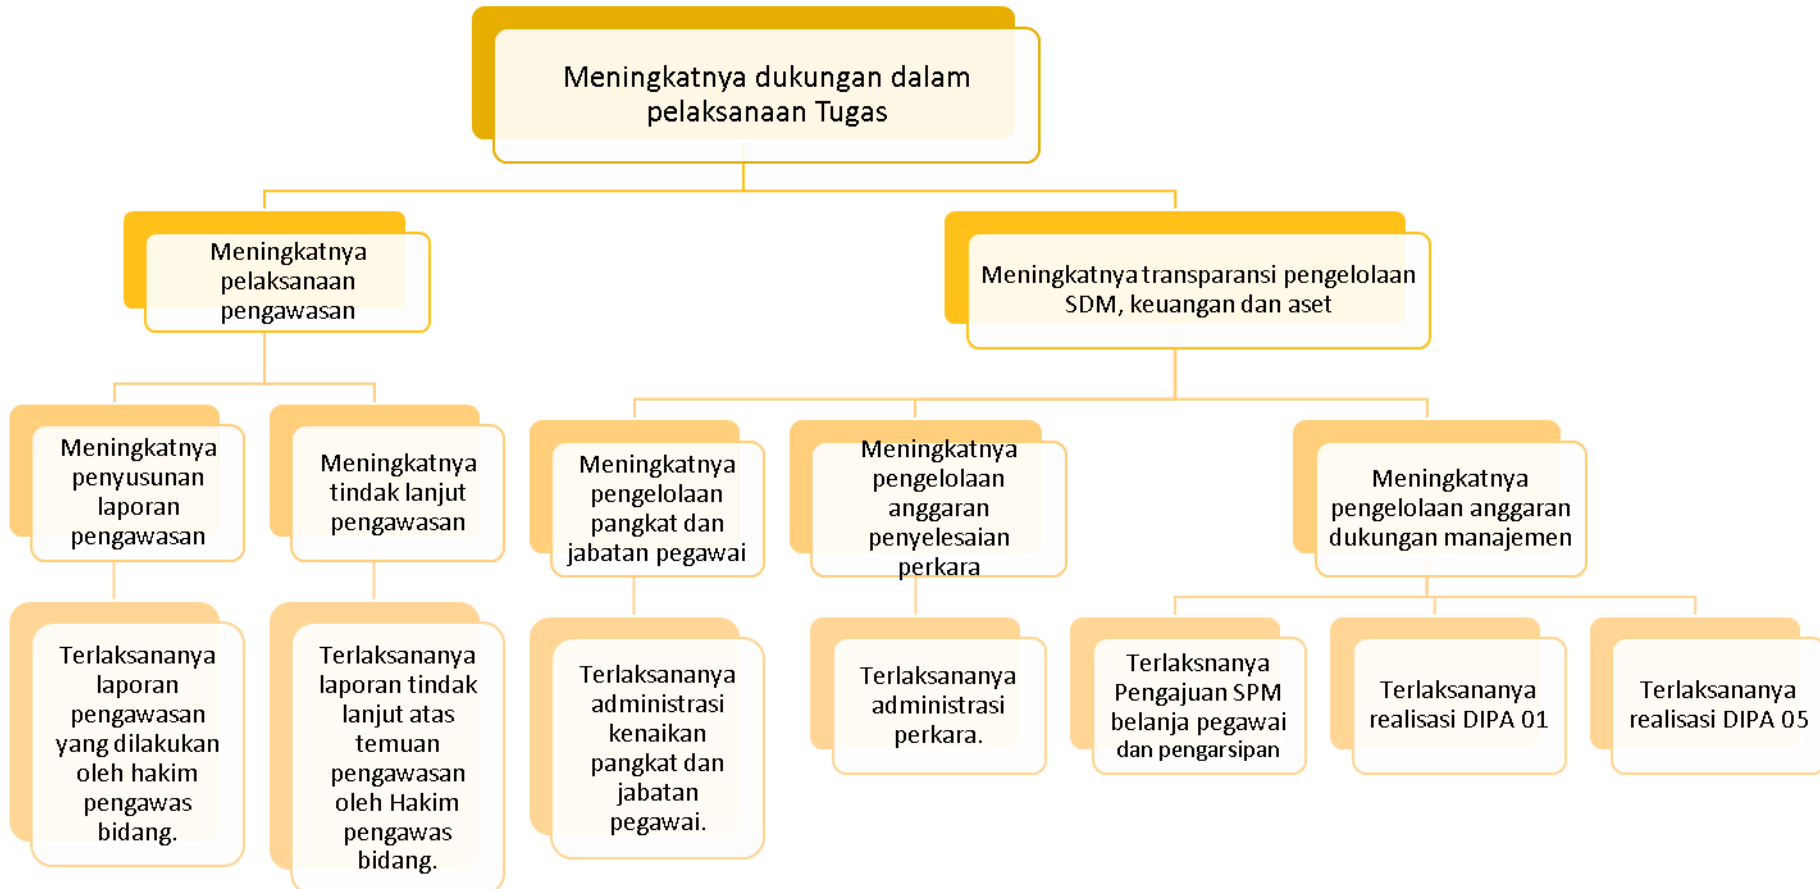 Meningkatnya dukungan dalam
pelaksanaan Tugas
Meningkatnya
pelaksanaan
pengawasan
Meningkatnya transparansi pengelolaan
SDM, keuangan dan aset
Meningkatnya
penyusunan
laporan
pengawasan
Meningkatnya
tindak lanjut
pengawasan
Meningkatnya
pengelolaan
pangkat dan
jabatan pegawai
Meningkatnya
pengelolaan
anggaran
penyelesaian
perkara
Meningkatnya
pengelolaan anggaran
dukungan manajemen
Terlaksananya
laporan
pengawasan
yang dilakukan
oleh hakim
pengawas
bidang.
Terlaksananya
laporan tindak
lanjut atas
temuan
pengawasan
oleh Hakim
pengawas
bidang.
Terlaksananya
administrasi
kenaikan
pangkat dan
jabatan
pegawai.
Terlaksananya
administrasi
perkara.
Terlaksnanya
Pengajuan SPM
belanja pegawai
dan pengarsipan
Terlaksananya
realisasi DIPA 01
Terlaksananya
realisasi DIPA 05